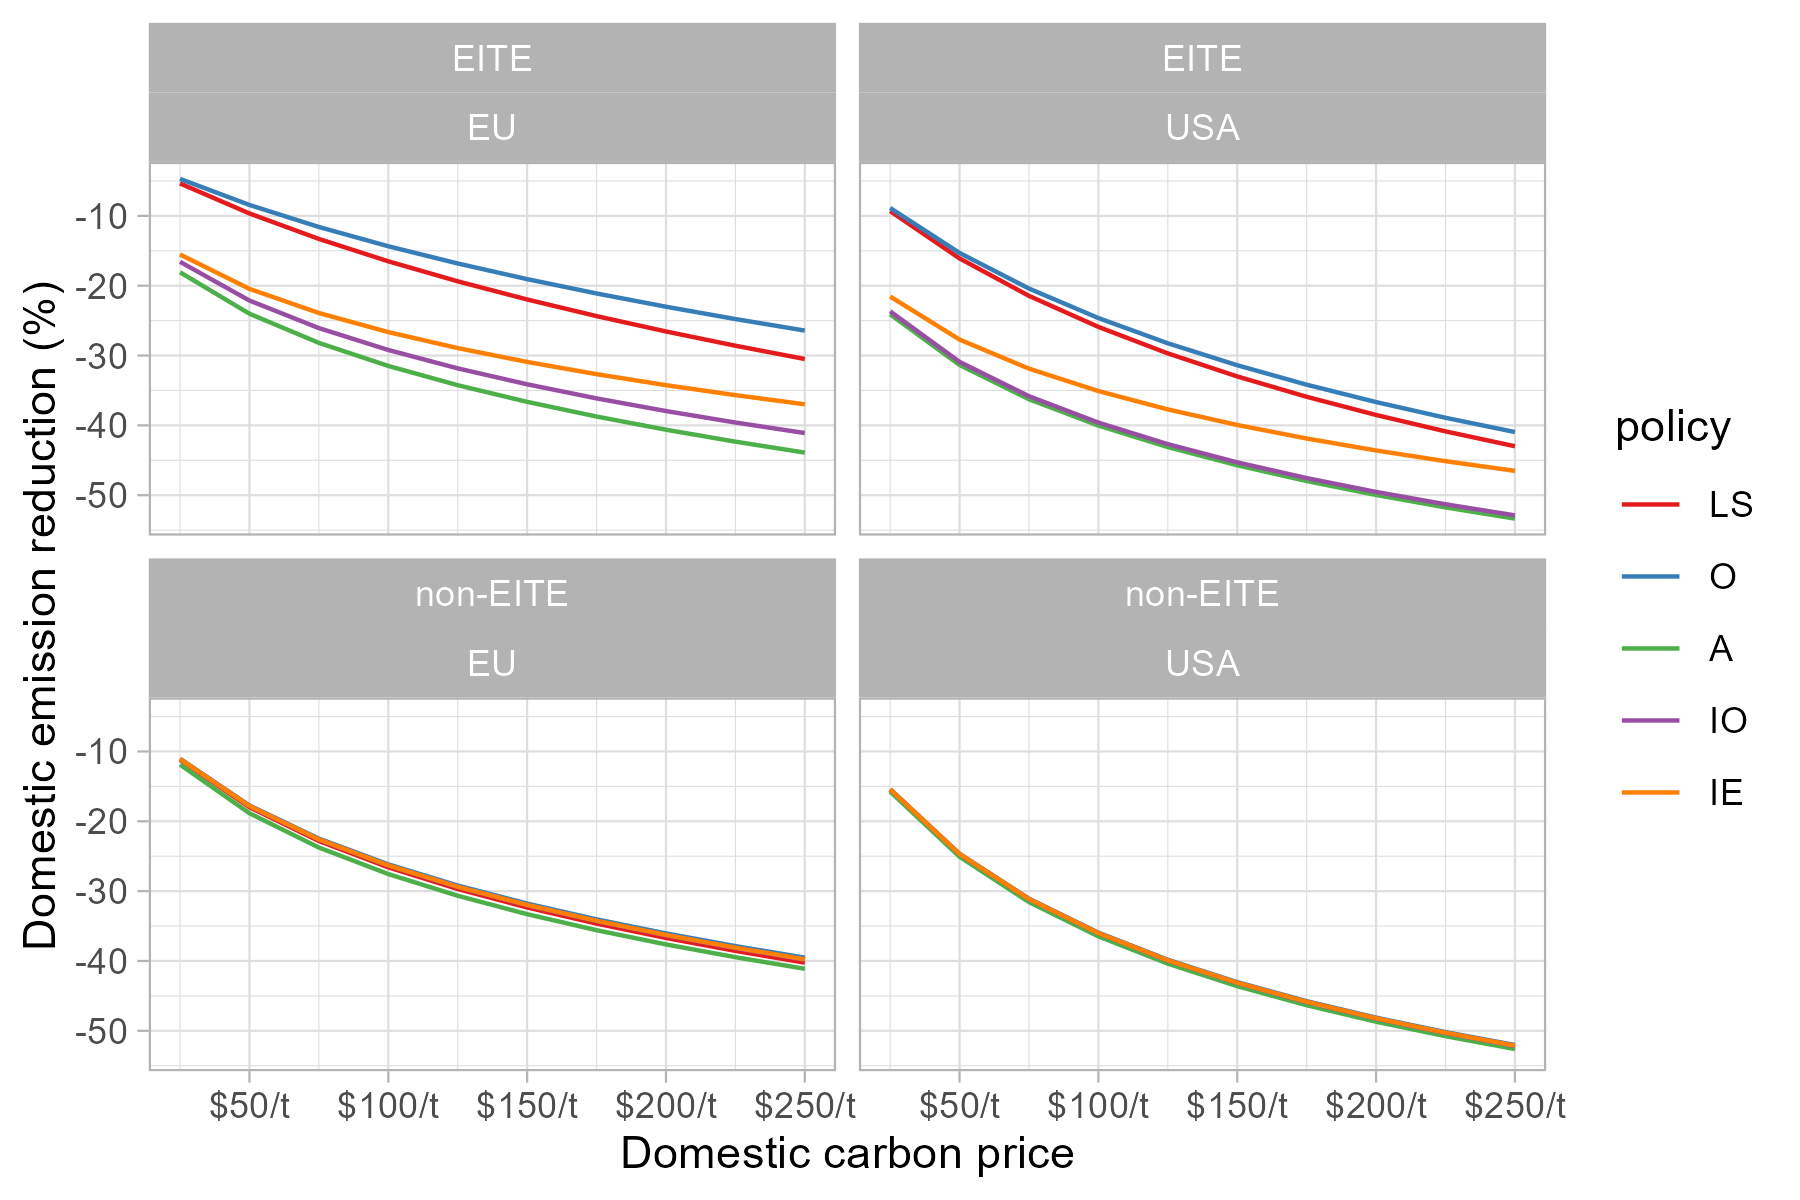 EITE
EITE
EU
USA
-10
-20
-30
-40
-50
non-EITE
non-EITE
EU
USA
-10
-20
-30
-40
-50
$50/t
$100/t
$150/t
$200/t
$250/t
$50/t
$100/t
$150/t
$200/t
$250/t
Domestic carbon price
Domestic emission reduction (%)
policy
LS
O
A
IO
IE